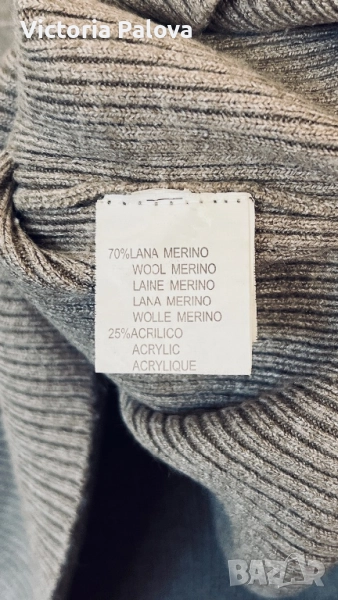 Victoria Palova
70%LANA MERINO
WOOL MERINO
LAINE MERINO
LANA MERINO
WOLLE MERINO
25%ACRILICO
ACRYLIC
ACRYLIQUE
bazar